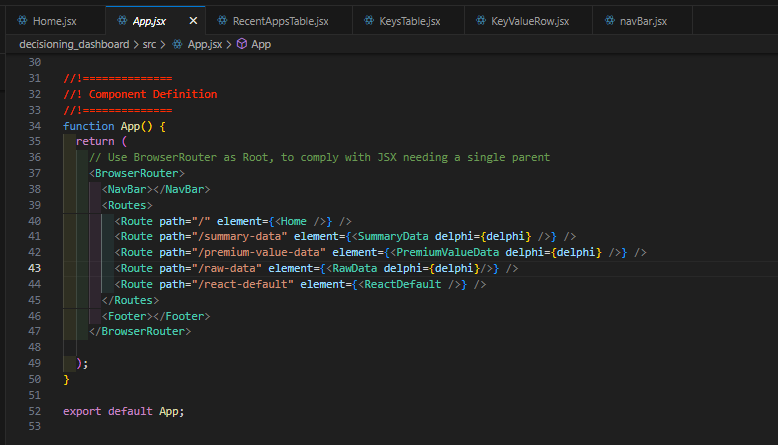 Home.jsx App.jsx RecentAppsTable.jsx KeysTable.jsx KeyValueRow.jsx navBar.jsx
decisioning_dashboard > src > App.jsx > App
30
31 //!==============
32 //! Component Definition
33 //!==============
34 function App() {
35 return (
36 // Use BrowserRouter as Root, to comply with JSX needing a single parent
37 <BrowserRouter>
38 <NavBar></NavBar>
39 <Routes>
40 <Route path="/" element={<Home />} />
41 <Route path="/summary-data" element={<SummaryData delphi={delphi} />} />
42 <Route path="/premium-value-data" element={<PremiumValueData delphi={delphi} />} />
43 <Route path="/raw-data" element={<RawData delphi={delphi}/>} />
44 <Route path="/react-default" element={<ReactDefault />} />
45 </Routes>
46 <Footer></Footer>
47 </BrowserRouter>
48
49 );
50 }
51
52 export default App;
53